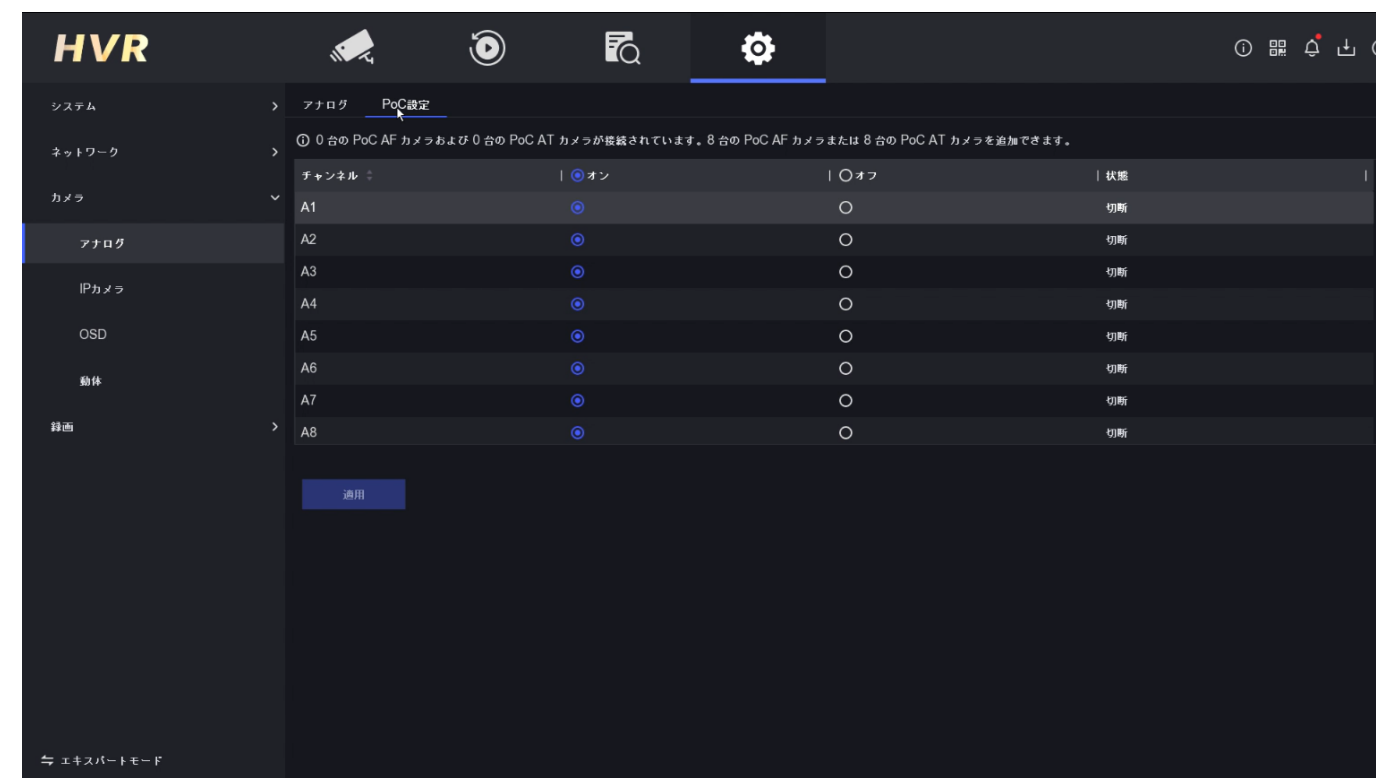 HVR
システム
ネットワーク
カメラ
アナログ
IPカメラ
OSD
動体
録画
エキスパートモード
アナログ PoC設定
0 台の PoC AF カメラおよび 0 台の PoC AT カメラが接続されています。8 台の PoC AF カメラまたは 8 台の PoC AT カメラを追加できます。
チャンネル オン オフ 状態
A1 切断
A2 切断
A3 切断
A4 切断
A5 切断
A6 切断
A7 切断
A8 切断
適用